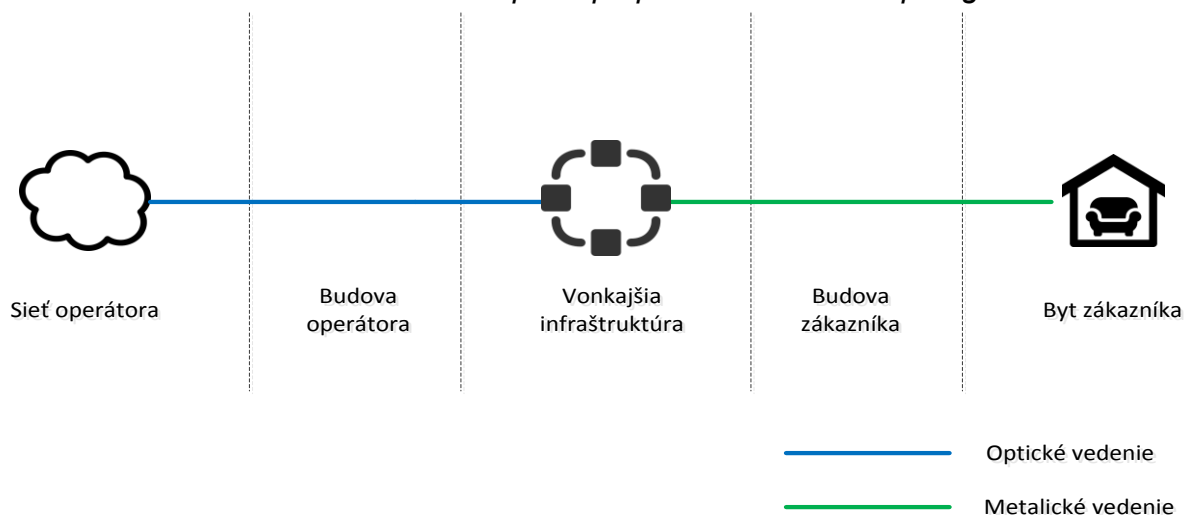 Sieť operátora
Budova
operátora
Vonkajšia
infraštruktúra
Budova
zákazníka
Byt zákazníka
Optické vedenie
Metalické vedenie